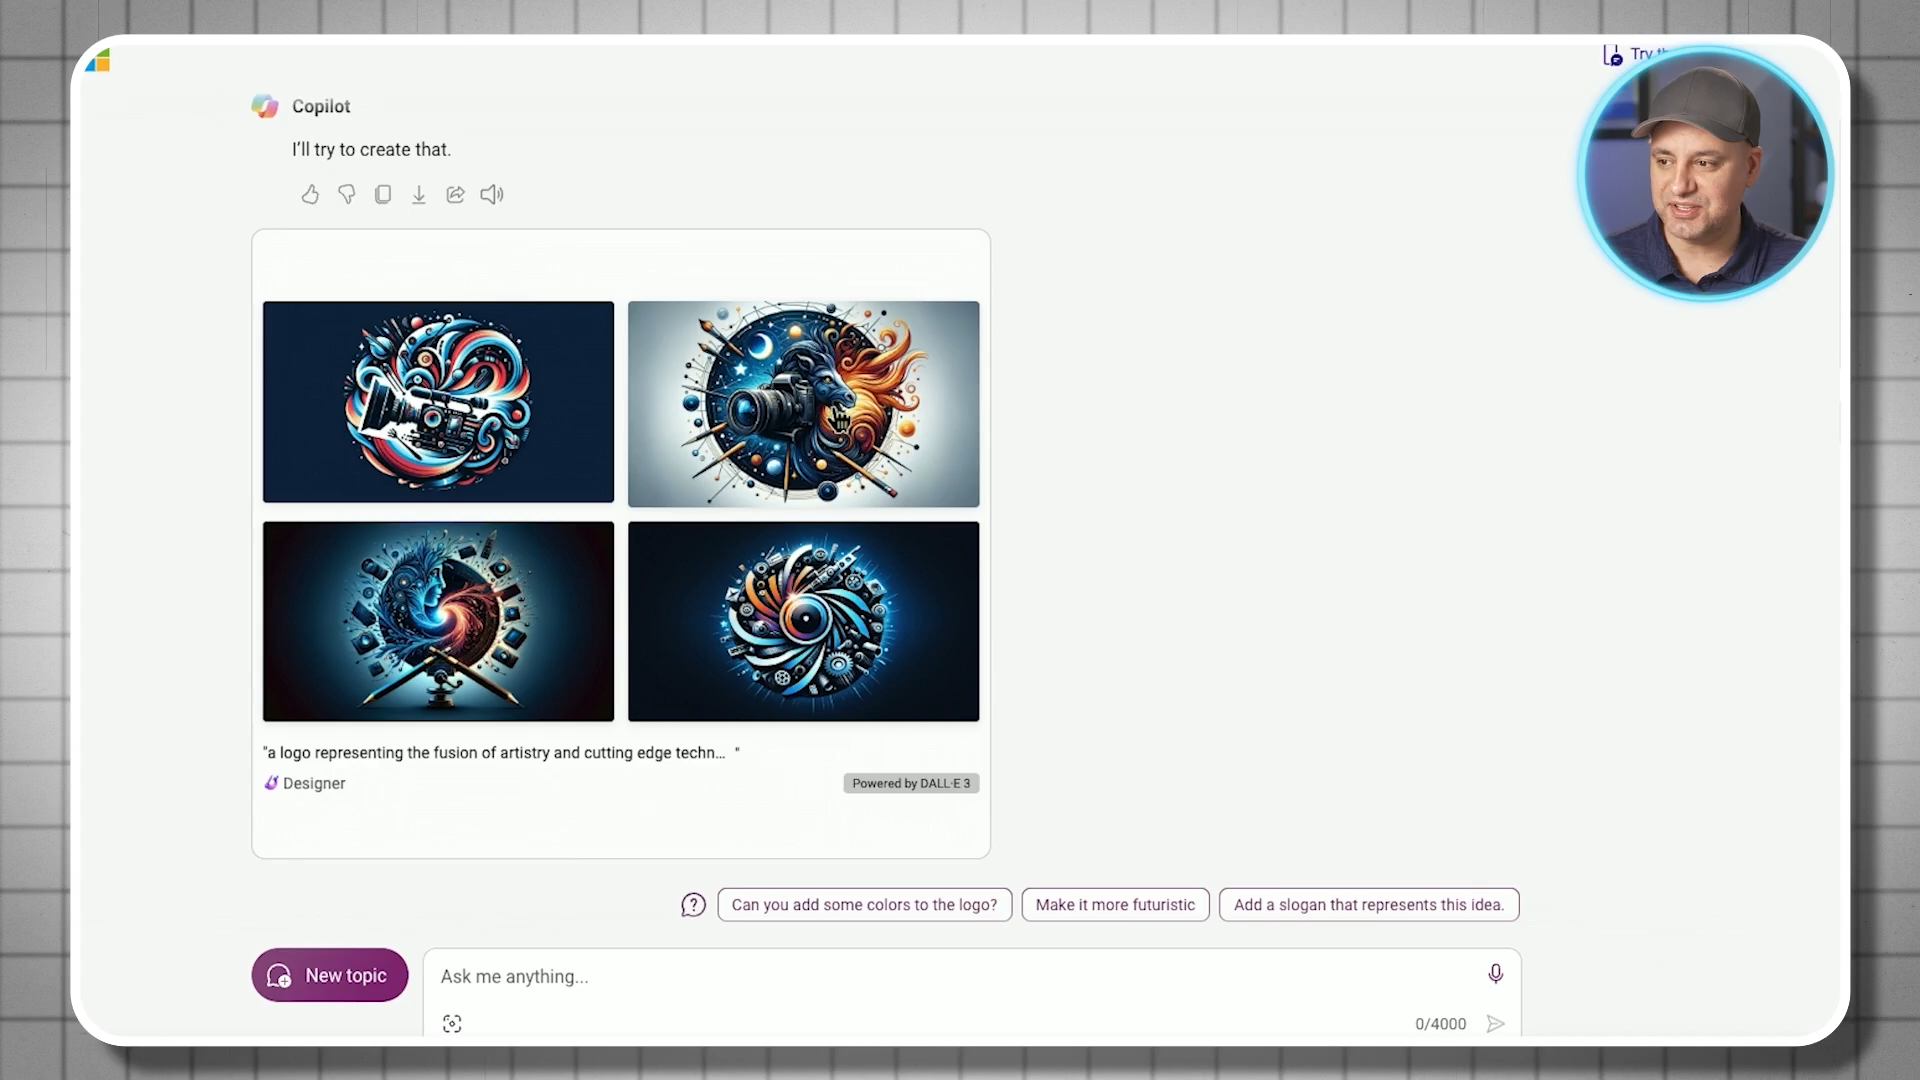 Try
Copilot
I'll try to create that.
"a logo representing the fusion of artistry and cutting edge techn... "
Designer
Powered by DALL·E 3
Can you add some colors to the logo?
Make it more futuristic
Add a slogan that represents this idea.
New topic
Ask me anything...
0/4000